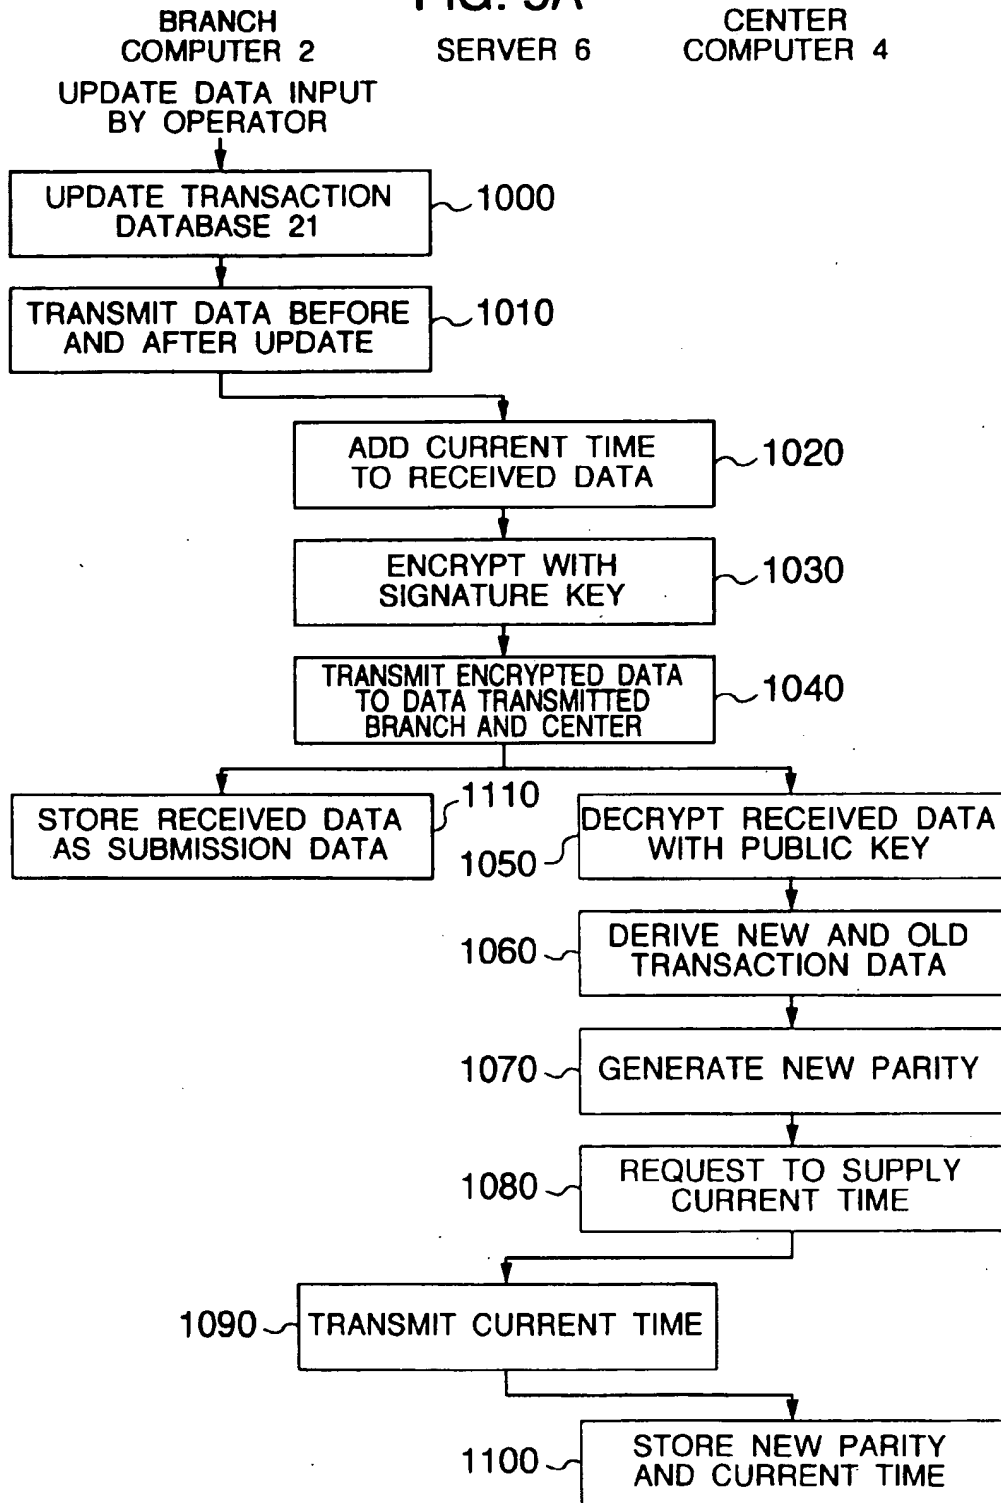 BRANCH
COMPUTER 2
SERVER 6
CENTER
COMPUTER 4
UPDATE DATA INPUT
BY OPERATOR
UPDATE TRANSACTION
DATABASE 21
1000
TRANSMIT DATA BEFORE
AND AFTER UPDATE
1010
ADD CURRENT TIME
TO RECEIVED DATA
1020
ENCRYPT WITH
SIGNATURE KEY
1030
TRANSMIT ENCRYPTED DATA
TO DATA TRANSMITTED
BRANCH AND CENTER
1040
STORE RECEIVED DATA
AS SUBMISSION DATA
1110
DECRYPT RECEIVED DATA
WITH PUBLIC KEY
1050
DERIVE NEW AND OLD
TRANSACTION DATA
1060
GENERATE NEW PARITY
1070
REQUEST TO SUPPLY
CURRENT TIME
1080
TRANSMIT CURRENT TIME
1090
STORE NEW PARITY
AND CURRENT TIME
1100